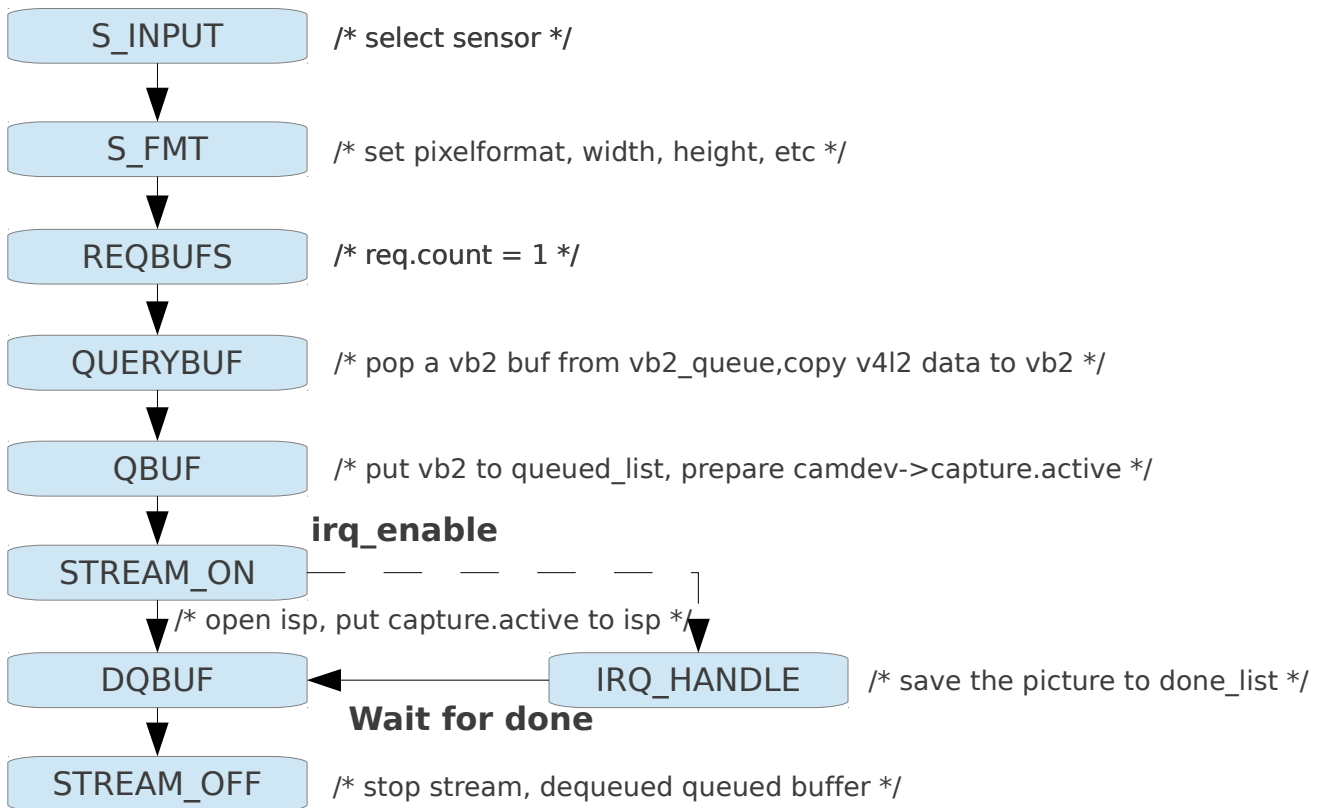 S_INPUT /* select sensor */
S_FMT /* set pixelformat, width, height, etc */
REQBUFS /* req.count = 1 */
QUERYBUF /* pop a vb2 buf from vb2_queue,copy v4l2 data to vb2 */
QBUF /* put vb2 to queued_list, prepare camdev->capture.active */
irq_enable
STREAM_ON
/* open isp, put capture.active to isp */
DQBUF IRQ_HANDLE /* save the picture to done_list */
Wait for done
STREAM_OFF /* stop stream, dequeued queued buffer */